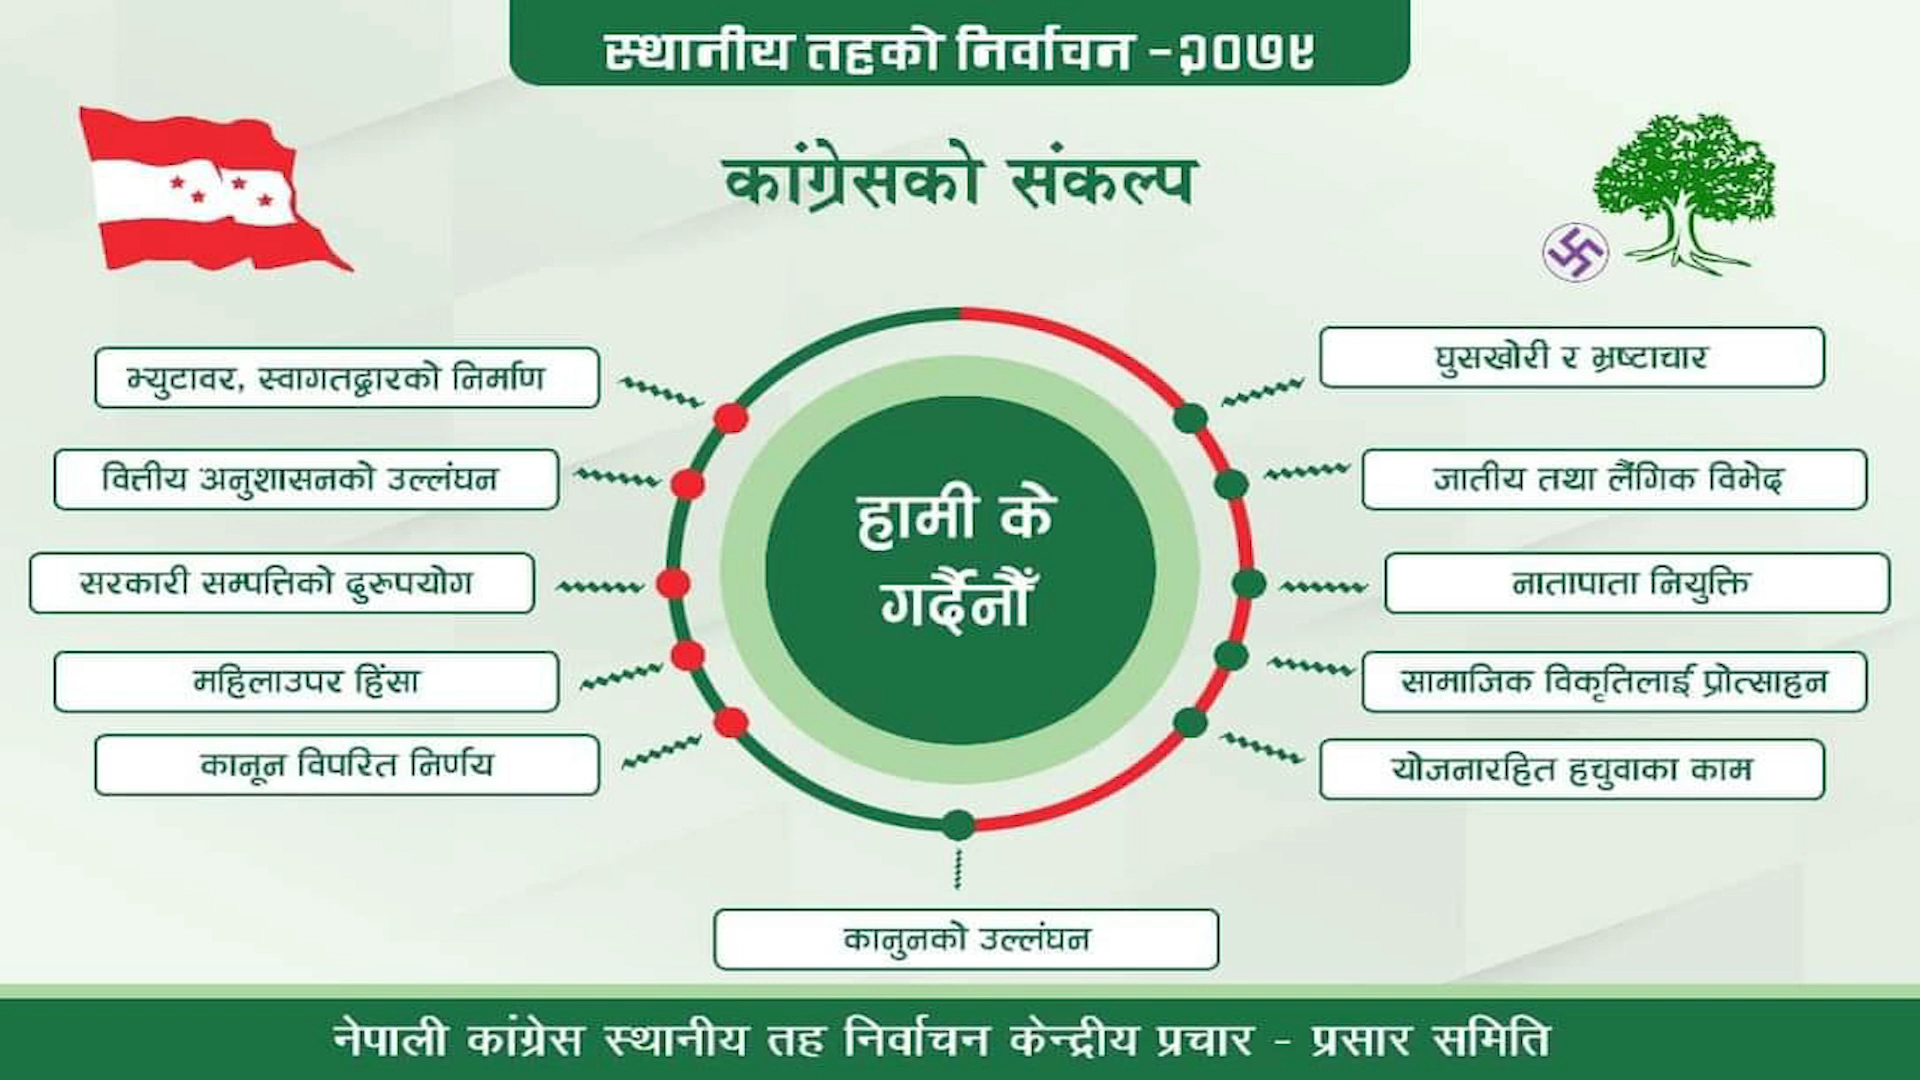 स्थानीय तहको निर्वाचन -२०७९
कांग्रेसको संकल्प
भ्युटावर, स्वागतद्वारको निर्माण
वित्तीय अनुशासनको उल्लंघन
सरकारी सम्पत्तिको दुरुपयोग
महिलाउपर हिंसा
कानून विपरित निर्णय
हामी के
गर्दैनौँ
घुसखोरी र भ्रष्टाचार
जातीय तथा लैंगिक विभेद
नातापाता नियुक्ति
सामाजिक विकृतिलाई प्रोत्साहन
योजनारहित हचुवाका काम
कानुनको उल्लंघन
नेपाली कांग्रेस स्थानीय तह निर्वाचन केन्द्रीय प्रचार - प्रसार समिति